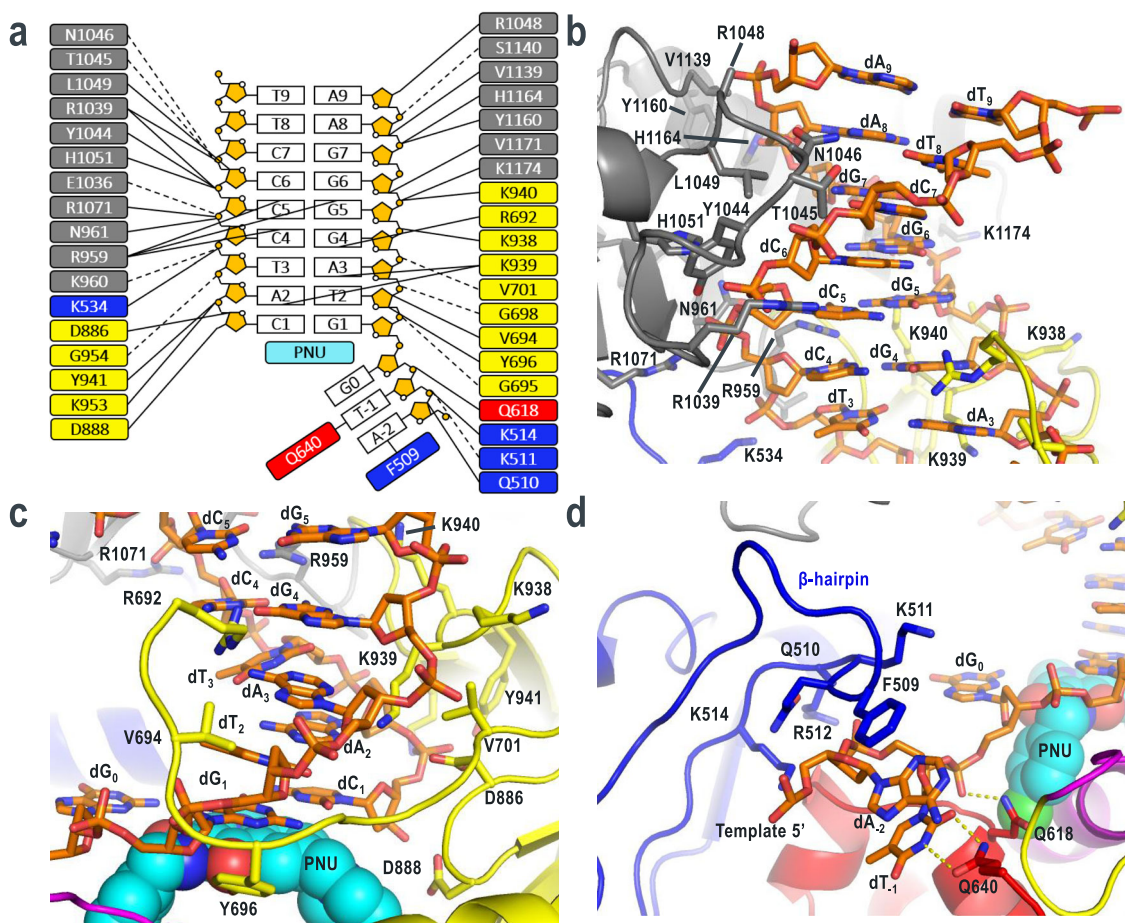 a
N1046
T1045
L1049
R1039
Y1044
H1051
E1036
R1071
N961
R959
K960
K534
D886
G954
Y941
K953
D888
T9 A9
T8 A8
C7 G7
C6 G6
C5 G5
C4 G4
T3 A3
A2 T2
C1 G1
PNU
G0
T-1
A-2
Q640
F509
R1048
S1140
V1139
H1164
Y1160
V1171
K1174
K940
R692
K938
K939
V701
G698
V694
Y696
G695
Q618
K514
K511
Q510
b
R1048
V1139
dA9
Y1160
dT9
H1164
dA8
N1046
dT8
L1049
dG7
dC7
T1045
Y1044
H1051
dG6
K1174
dC6
N961
dC5
dG5
K940
K938
R1071
dC4
dG4
R1039
R959
dT3
dA3
K534
K939
c
dC5
dG5
K940
R1071
R959
dC4
R692
dG4
K938
K939
dT3
dA3
Y941
dT2
V694
dA2
V701
dG0
dG1
dC1
D886
PNU
D888
Y696
d
β-hairpin
K511
Q510
dG0
F509
K514
R512
PNU
Template 5’
dA-2
Q618
dT-1
Q640